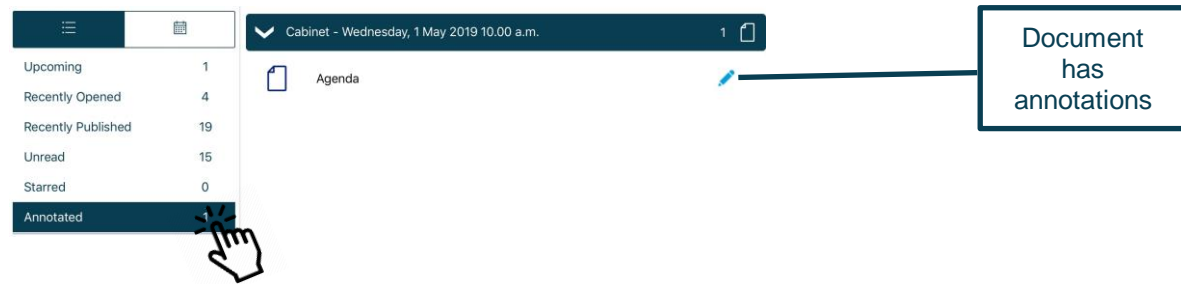 Cabinet - Wednesday, 1 May 2019 10.00 a.m. 1
Upcoming 1
Recently Opened 4
Recently Published 19
Unread 15
Starred 0
Annotated 1
Agenda
Document
has
annotations